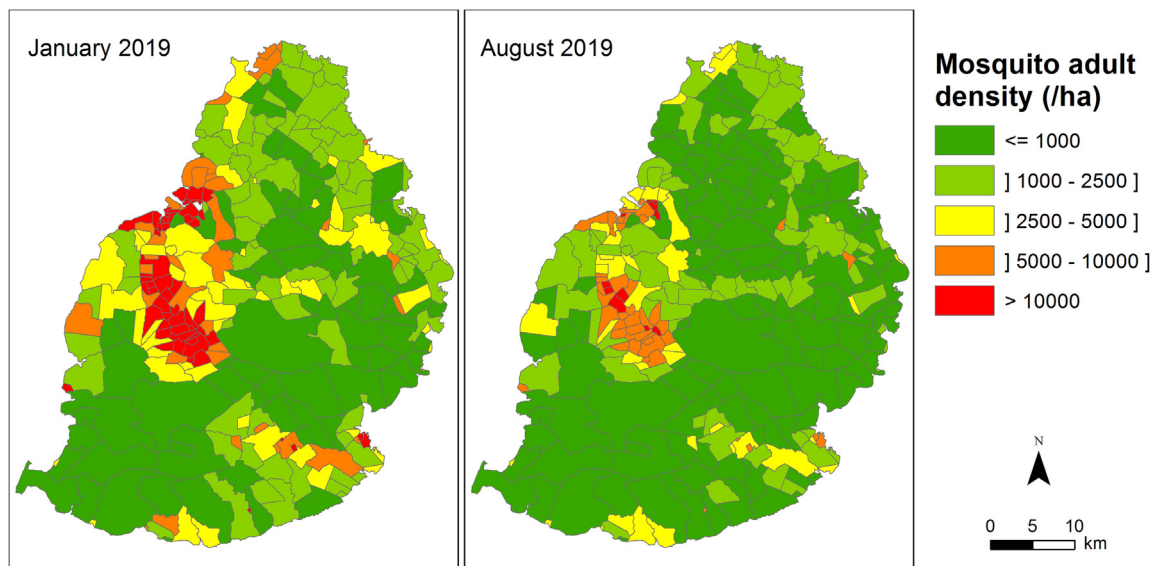 January 2019
August 2019
Mosquito adult
density (/ha)
<= 1000
] 1000 - 2500 ]
] 2500 - 5000 ]
] 5000 - 10000 ]
> 10000
N
0 5 10
km